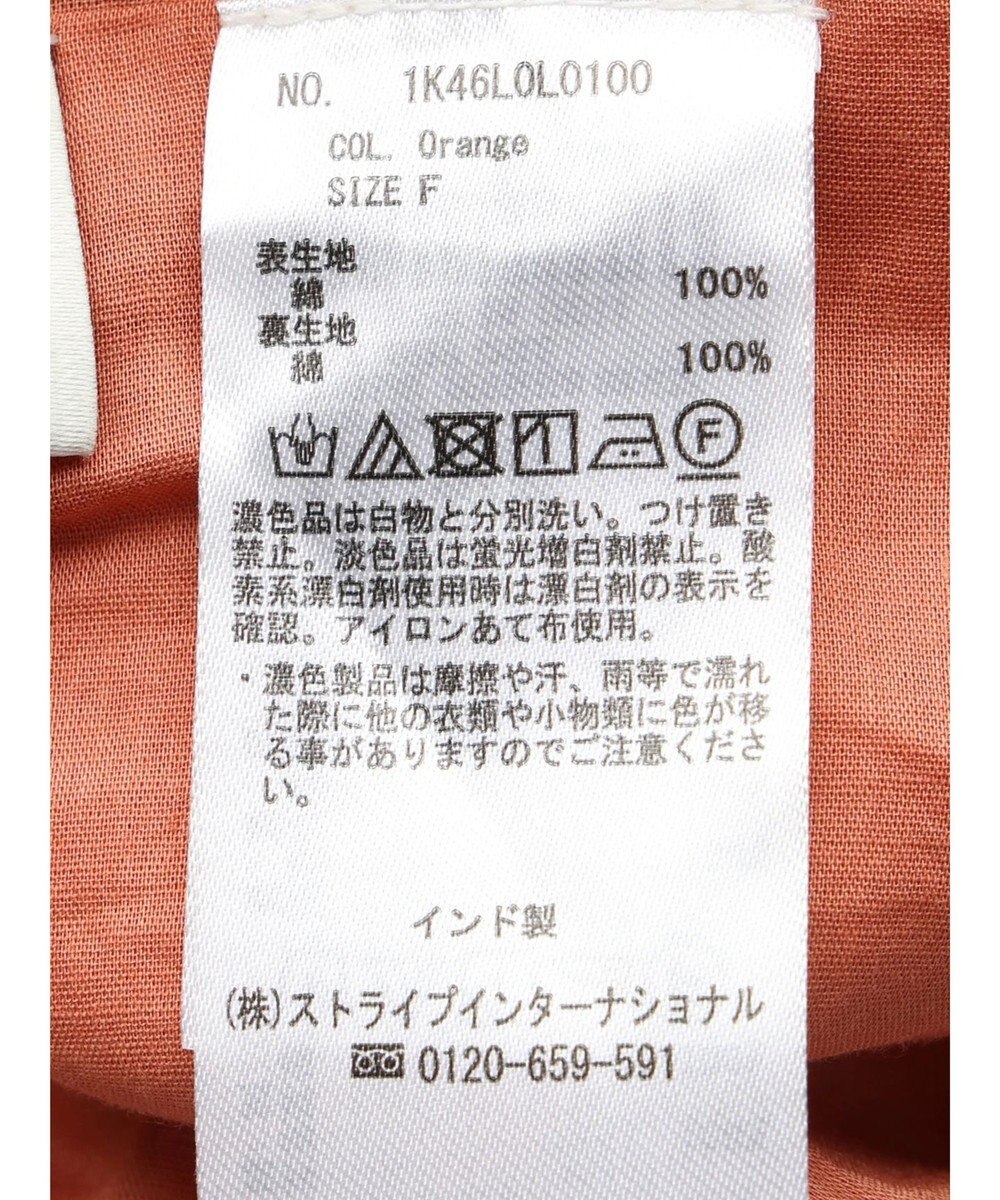 NO. 1K46L0L0100
COL. Orange
SIZE F
表生地
綿 100%
裏生地
綿 100%
F
濃色品は白物と分別洗い。つけ置き
禁止。淡色品は蛍光増白剤禁止。酸
素系漂白剤使用時は漂白剤の表示を
確認。アイロンあて布使用。
・濃色製品は摩擦や汗、雨等で濡れ
た際に他の衣類や小物類に色が移
る事がありますのでご注意くださ
い。
インド製
(株)ストライプインターナショナル
0120-659-591